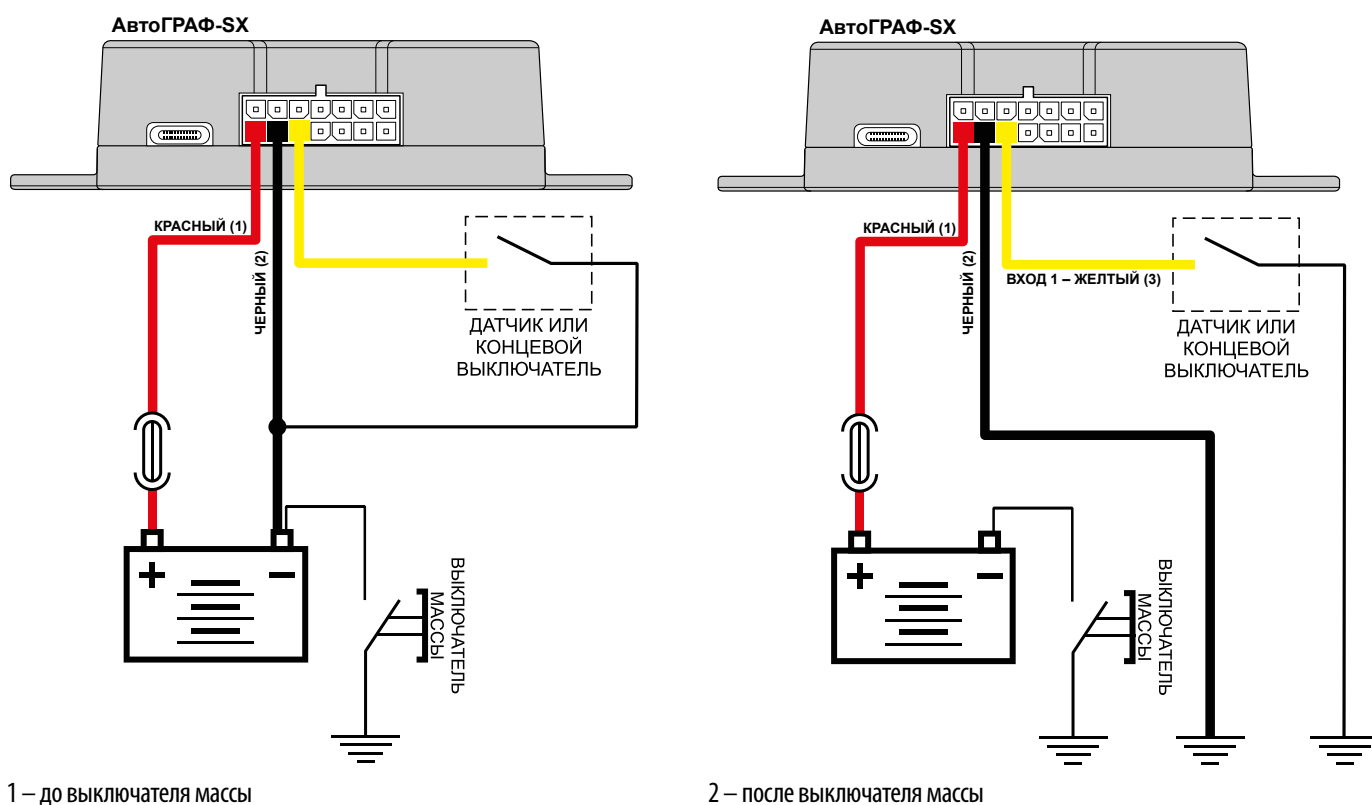 АвтоГРАФ-SX
КРАСНЫЙ (1)
ЧЕРНЫЙ (2)
ДАТЧИК ИЛИ
КОНЦЕВОЙ
ВЫКЛЮЧАТЕЛЬ
+
−
ВЫКЛЮЧАТЕЛЬ
МАССЫ
1 – до выключателя массы
АвтоГРАФ-SX
КРАСНЫЙ (1)
ЧЕРНЫЙ (2)
ВХОД 1 – ЖЕЛТЫЙ (3)
ДАТЧИК ИЛИ
КОНЦЕВОЙ
ВЫКЛЮЧАТЕЛЬ
+
−
ВЫКЛЮЧАТЕЛЬ
МАССЫ
2 – после выключателя массы